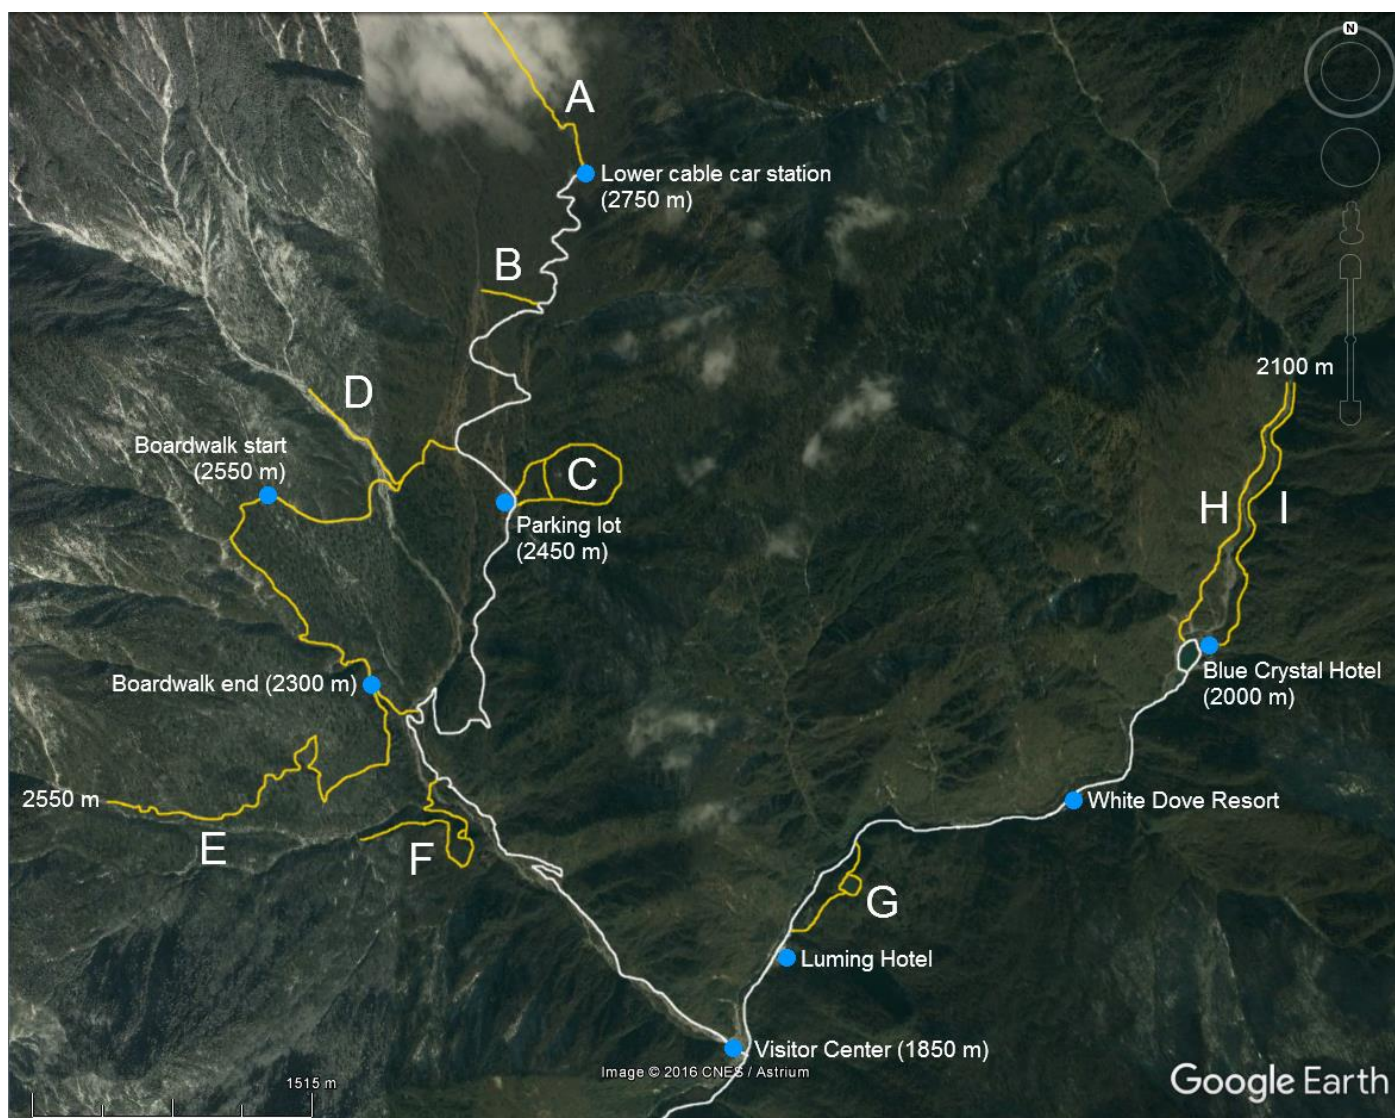 N
A
Lower cable car station
(2750 m)
B
2100 m
D
Boardwalk start
(2550 m)
C
H
I
Parking lot
(2450 m)
Blue Crystal Hotel
(2000 m)
Boardwalk end (2300 m)
2550 m
White Dove Resort
E
F
G
Luming Hotel
Visitor Center (1850 m)
Image © 2016 CNES / Astrium
1515 m
Google Earth